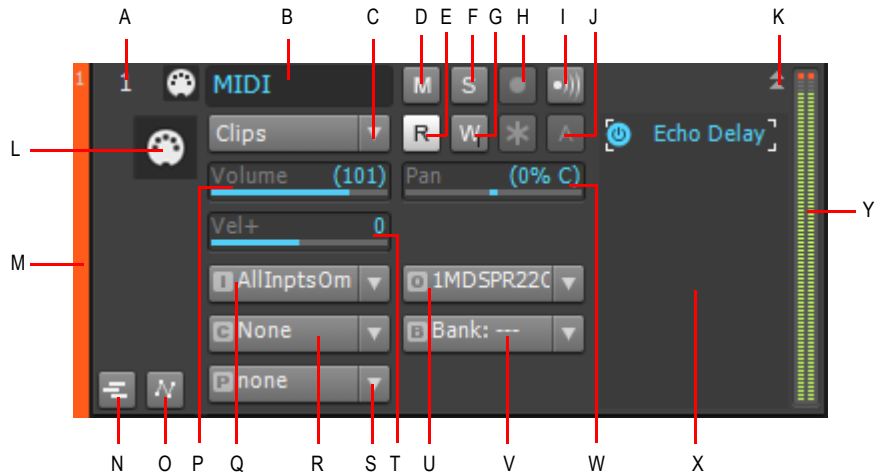 A B C D E F G H I J K
1 1 MIDI M S
Clips R W A Echo Delay
L
Volume (101) Pan (0% C)
Y
Vel+ 0
M
I AllInptsOm O 1MDSPR22C
C None B Bank: ---
P none
N O P Q R S T U V W X